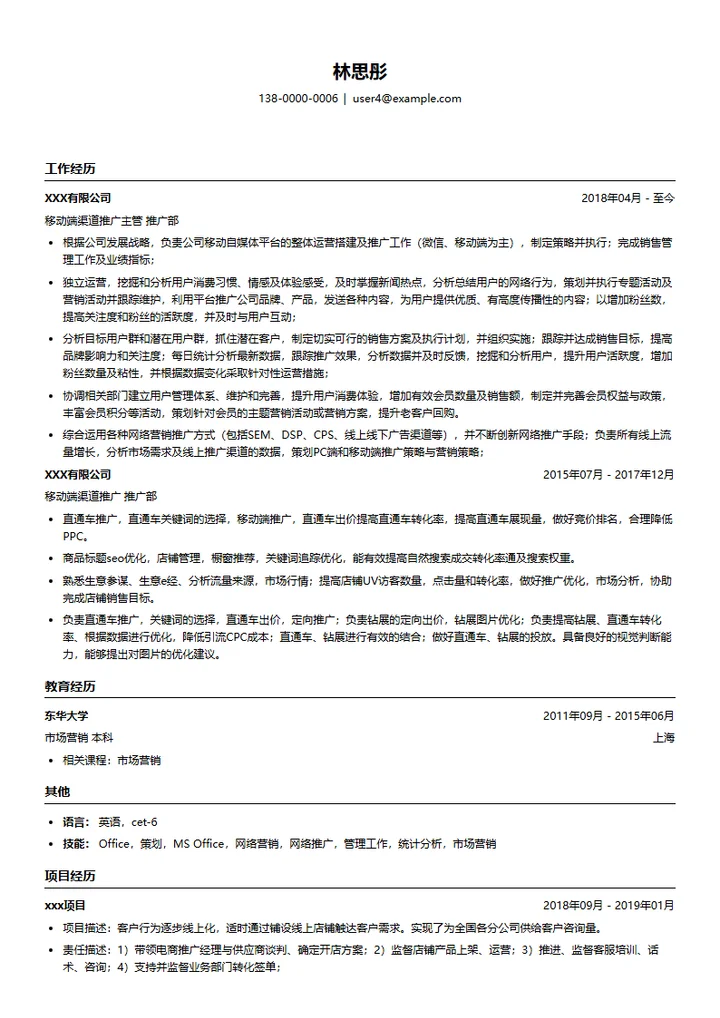 林思彤
138-0000-0006 | user4@example.com
工作经历
XXX有限公司 2018年04月 - 至今
移动端渠道推广主管 推广部
• 根据公司发展战略，负责公司移动自媒体平台的整体运营搭建及推广工作（微信、移动端为主），制定策略并执行；完成销售管
理工作及业绩指标；
• 独立运营，挖掘和分析用户消费习惯、情感及体验感受，及时掌握新闻热点，分析总结用户的网络行为，策划并执行专题活动及
营销活动并跟踪维护，利用平台推广公司品牌、产品，发送各种内容，为用户提供优质、有高度传播性的内容；以增加粉丝数，
提高关注度和粉丝的活跃度，并及时与用户互动；
• 分析目标用户群和潜在用户群，抓住潜在客户，制定切实可行的销售方案及执行计划，并组织实施；跟踪并达成销售目标，提高
品牌影响力和关注度；每日统计分析最新数据，跟踪推广效果，分析数据并及时反馈，挖掘和分析用户，提升用户活跃度，增加
粉丝数量及粘性，并根据数据变化采取针对性运营措施；
• 协调相关部门建立用户管理体系、维护和完善，提升用户消费体验，增加有效会员数量及销售额，制定并完善会员权益与政策，
丰富会员积分等活动，策划针对会员的主题营销活动或营销方案，提升老客户回购。
• 综合运用各种网络营销推广方式（包括SEM、DSP、CPS、线上线下广告渠道等），并不断创新网络推广手段；负责所有线上流
量增长，分析市场需求及线上推广渠道的数据，策划PC端和移动端推广策略与营销策略；
XXX有限公司 2015年07月 - 2017年12月
移动端渠道推广 推广部
• 直通车推广，直通车关键词的选择，移动端推广，直通车出价提高直通车转化率，提高直通车展现量，做好竞价排名，合理降低
PPC。
• 商品标题seo优化，店铺管理，橱窗推荐，关键词追踪优化，能有效提高自然搜索成交转化率通及搜索权重。
• 熟悉生意参谋、生意e经、分析流量来源，市场行情；提高店铺UV访客数量，点击量和转化率，做好推广优化，市场分析，协助
完成店铺销售目标。
• 负责直通车推广，关键词的选择，直通车出价，定向推广；负责钻展的定向出价，钻展图片优化；负责提高钻展、直通车转化
率、根据数据进行优化，降低引流CPC成本；直通车、钻展进行有效的结合；做好直通车、钻展的投放。具备良好的视觉判断能
力，能够提出对图片的优化建议。
教育经历
东华大学 2011年09月 - 2015年06月
市场营销 本科 上海
• 相关课程：市场营销
其他
• 语言： 英语，cet-6
• 技能： Office，策划，MS Office，网络营销，网络推广，管理工作，统计分析，市场营销
项目经历
xxx项目 2018年09月 - 2019年01月
• 项目描述：客户行为逐步线上化，适时通过铺设线上店铺触达客户需求。实现了为全国各分公司供给客户咨询量。
• 责任描述：1）带领电商推广经理与供应商谈判、确定开店方案；2）监督店铺产品上架、运营；3）推进、监督客服培训、话
术、咨询；4）支持并监督业务部门转化签单；